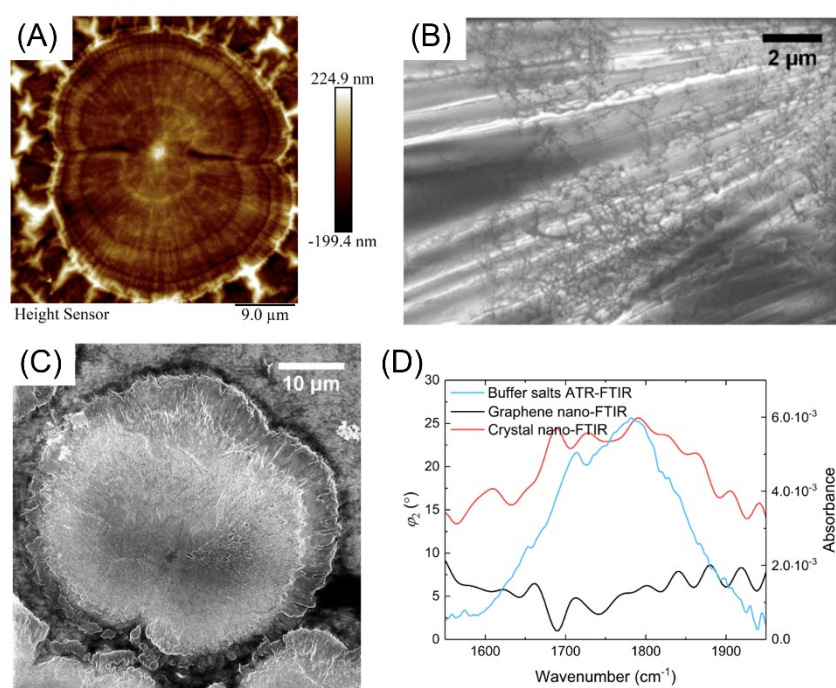 (A)
224.9 nm
-199.4 nm
Height Sensor
9.0 µm
(B)
2 µm
(C)
10 µm
(D)
Buffer salts ATR-FTIR
Graphene nano-FTIR
Crystal nano-FTIR
φ₂ (°)
30
25
20
15
10
5
0
6.0·10⁻³
4.0·10⁻³
2.0·10⁻³
0.0
Absorbance
1600 1700 1800 1900
Wavenumber (cm⁻¹)